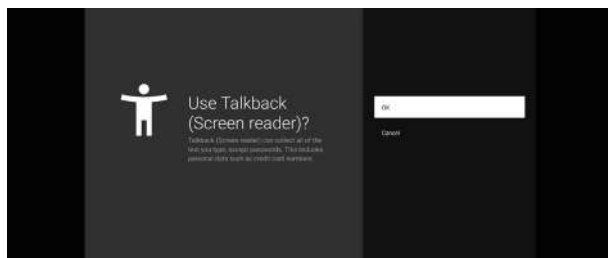 Use Talkback
(Screen reader)?
Talkback (Screen reader) can collect all of the
text you type, except passwords. This includes
personal data such as credit card numbers.
OK
Cancel